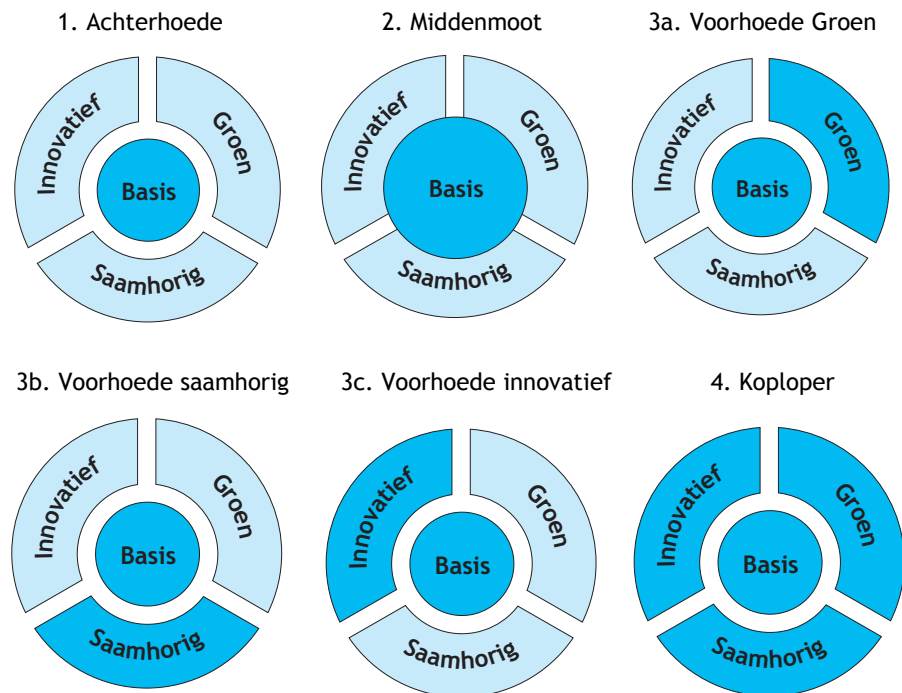 1. Achterhoede
2. Middenmoot
3a. Voorhoede Groen
Innovatief
Groen
Basis
Saamhorig
Innovatief
Groen
Basis
Saamhorig
Innovatief
Groen
Basis
Saamhorig
3b. Voorhoede saamhorig
3c. Voorhoede innovatief
4. Koploper
Innovatief
Groen
Basis
Saamhorig
Innovatief
Groen
Basis
Saamhorig
Innovatief
Groen
Basis
Saamhorig